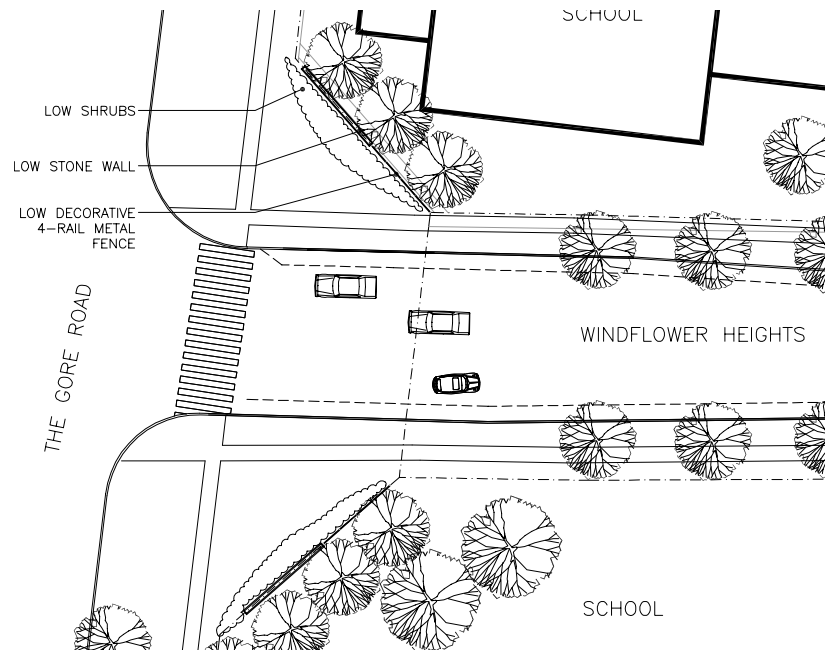 SCHOOL
LOW SHRUBS
LOW STONE WALL
LOW DECORATIVE
4-RAIL METAL
FENCE
THE GORE ROAD
WINDFLOWER HEIGHTS
SCHOOL